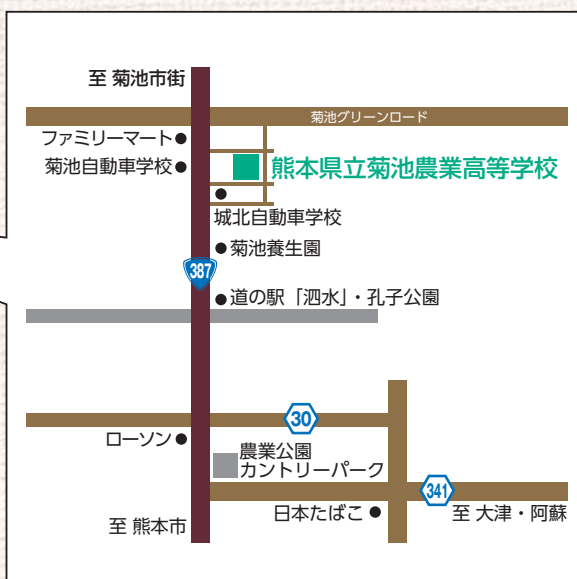 至 菊池市街
菊池グリーンロード
ファミリーマート
菊池自動車学校
熊本県立菊池農業高等学校
城北自動車学校
菊池養生園
387
道の駅「泗水」・孔子公園
30
ローソン
農業公園
カントリーパーク
341
日本たばこ
至 大津・阿蘇
至 熊本市